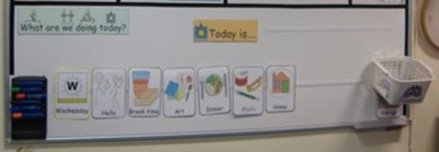 What are we doing today?
Today is...
W
Wednesday
Hello
Break time
Art
Dinner
Music
Home